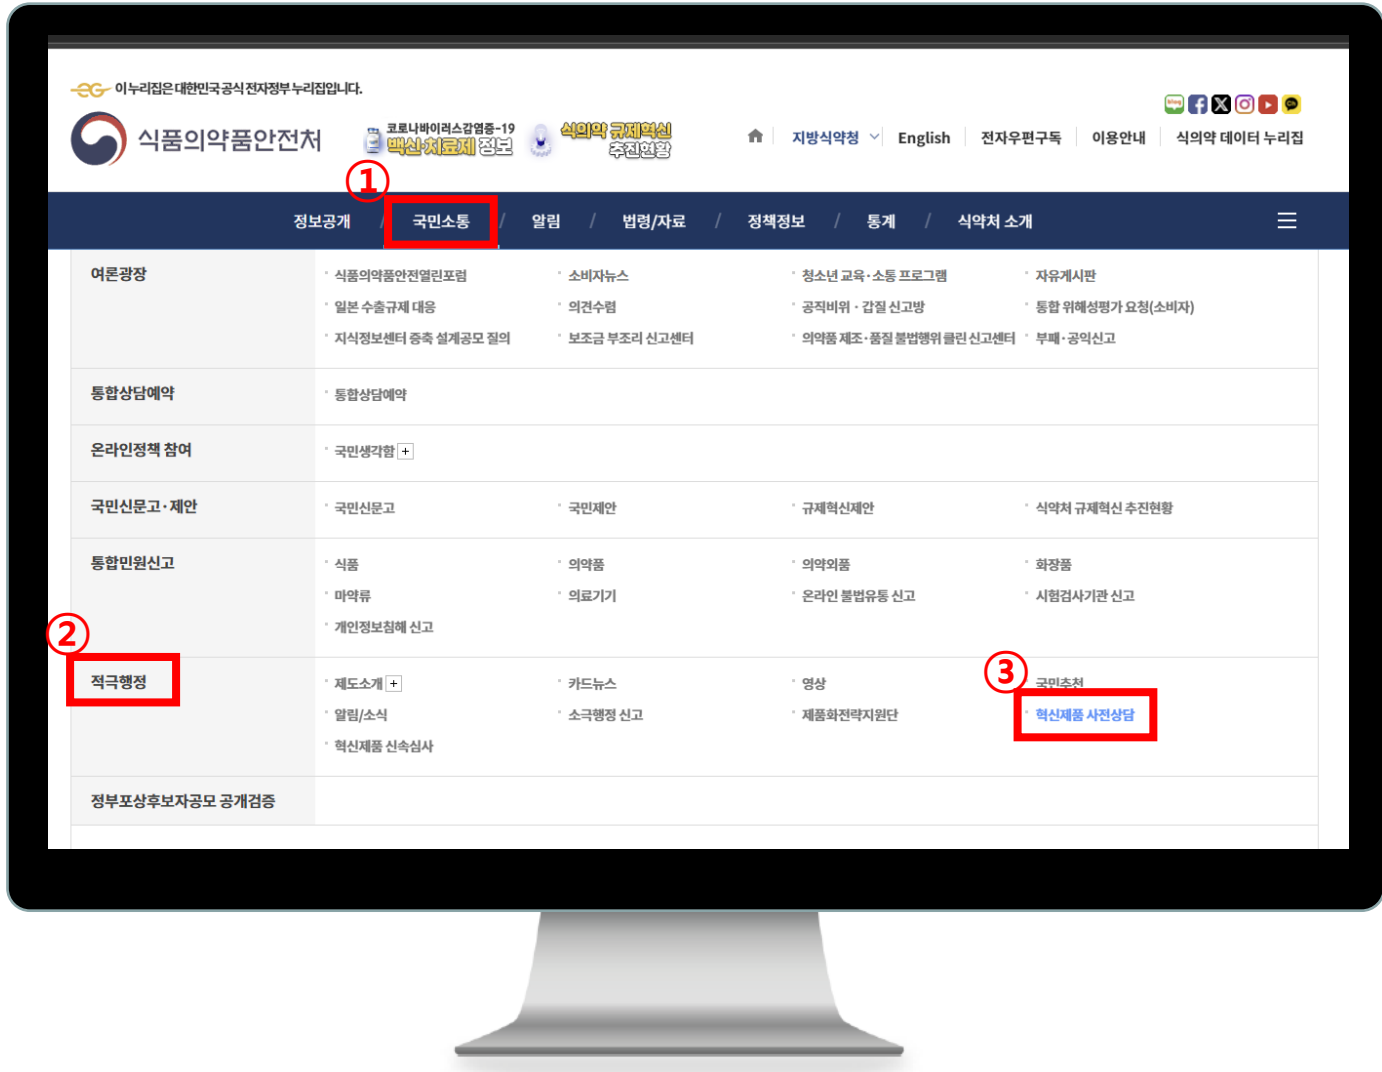 이 누리집은 대한민국 공식 전자정부 누리집입니다.
식품의약품안전처
코로나바이러스감염증-19
백신·치료제 정보
식의약 규제혁신
추진현황
지방식약청
English
전자우편구독
이용안내
식의약 데이터 누리집
①
정보공개 / 국민소통 / 알림 / 법령/자료 / 정책정보 / 통계 / 식약처 소개
여론광장
식품의약품안전열린포럼
소비자뉴스
청소년 교육·소통 프로그램
자유게시판
일본 수출규제 대응
의견수렴
공직비위·갑질 신고방
통합 위해성평가 요청(소비자)
지식정보센터 증축 설계공모 질의
보조금 부조리 신고센터
의약품 제조·품질 불법행위 클린 신고센터
부패·공익신고
통합상담예약
통합상담예약
온라인정책 참여
국민생각함 +
국민신문고·제안
국민신문고
국민제안
규제혁신제안
식약처 규제혁신 추진현황
통합민원신고
식품
의약품
의약외품
화장품
마약류
의료기기
온라인 불법유통 신고
시험검사기관 신고
개인정보침해 신고
②
적극행정
제도소개 +
카드뉴스
영상
③
국민추천
알림/소식
소극행정 신고
제품화전략지원단
혁신제품 사전상담
혁신제품 신속심사
정부포상후보자공모 공개검증